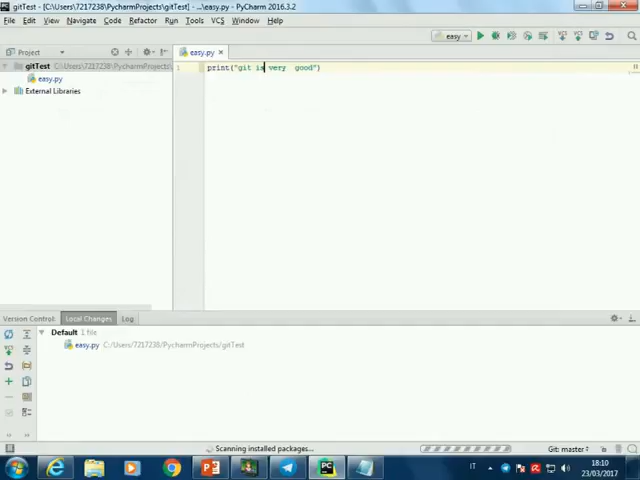 gitTest - [C:\Users\7217238\PycharmProjects\gitTest] - ...\easy.py - PyCharm 2016.3.2
File Edit View Navigate Code Refactor Run Tools VCS Window Help
Project
easy.py
easy
gitTest C:\Users\7217238\PycharmProjects\gitTest
easy.py
External Libraries
1 print("git is very  good")
Version Control: Local Changes Log
Default 1 file
easy.py C:/Users/7217238/PycharmProjects/gitTest
Scanning installed packages...
Git: master
IT
18:10
23/03/2017